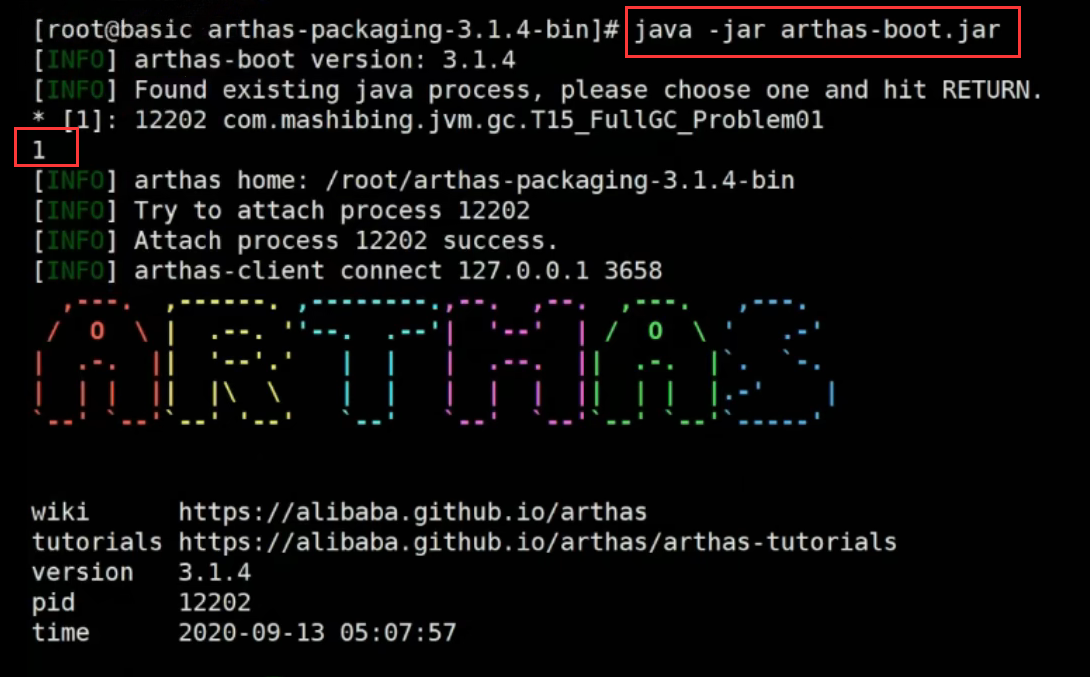 [root@basic arthas-packaging-3.1.4-bin]# java -jar arthas-boot.jar
[INFO] arthas-boot version: 3.1.4
[INFO] Found existing java process, please choose one and hit RETURN.
* [1]: 12202 com.mashibing.jvm.gc.T15_FullGC_Problem01
1
[INFO] arthas home: /root/arthas-packaging-3.1.4-bin
[INFO] Try to attach process 12202
[INFO] Attach process 12202 success.
[INFO] arthas-client connect 127.0.0.1 3658
ARTHAS
wiki https://alibaba.github.io/arthas
tutorials https://alibaba.github.io/arthas/arthas-tutorials
version 3.1.4
pid 12202
time 2020-09-13 05:07:57